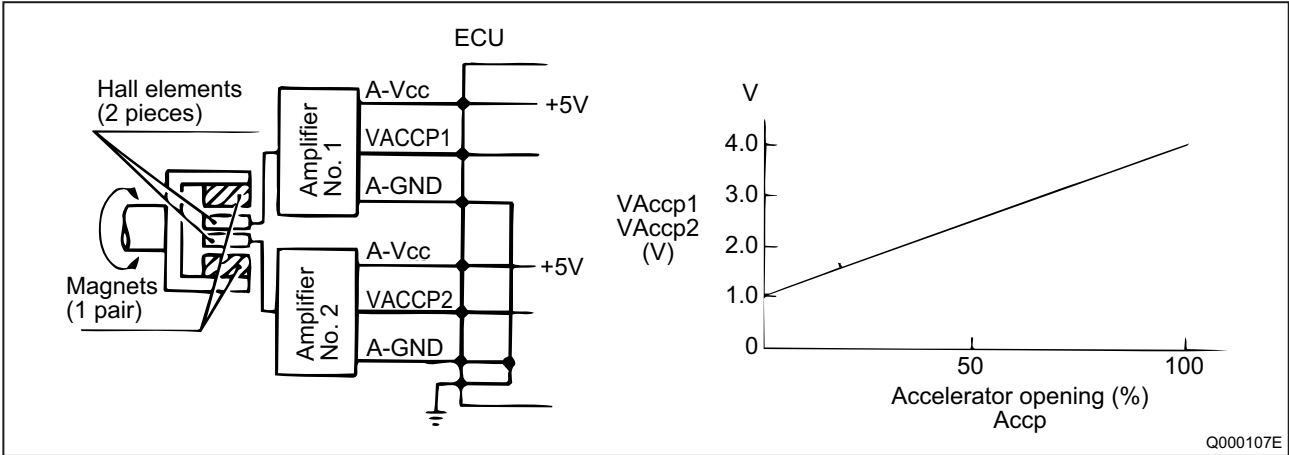 ECU
Hall elements
(2 pieces)
Magnets
(1 pair)
Amplifier
No. 1
A-Vcc
+5V
VACCP1
A-GND
Amplifier
No. 2
A-Vcc
+5V
VACCP2
A-GND
V
4.0
3.0
2.0
1.0
0
VAccp1
VAccp2
(V)
50
100
Accelerator opening (%)
Accp
Q000107E